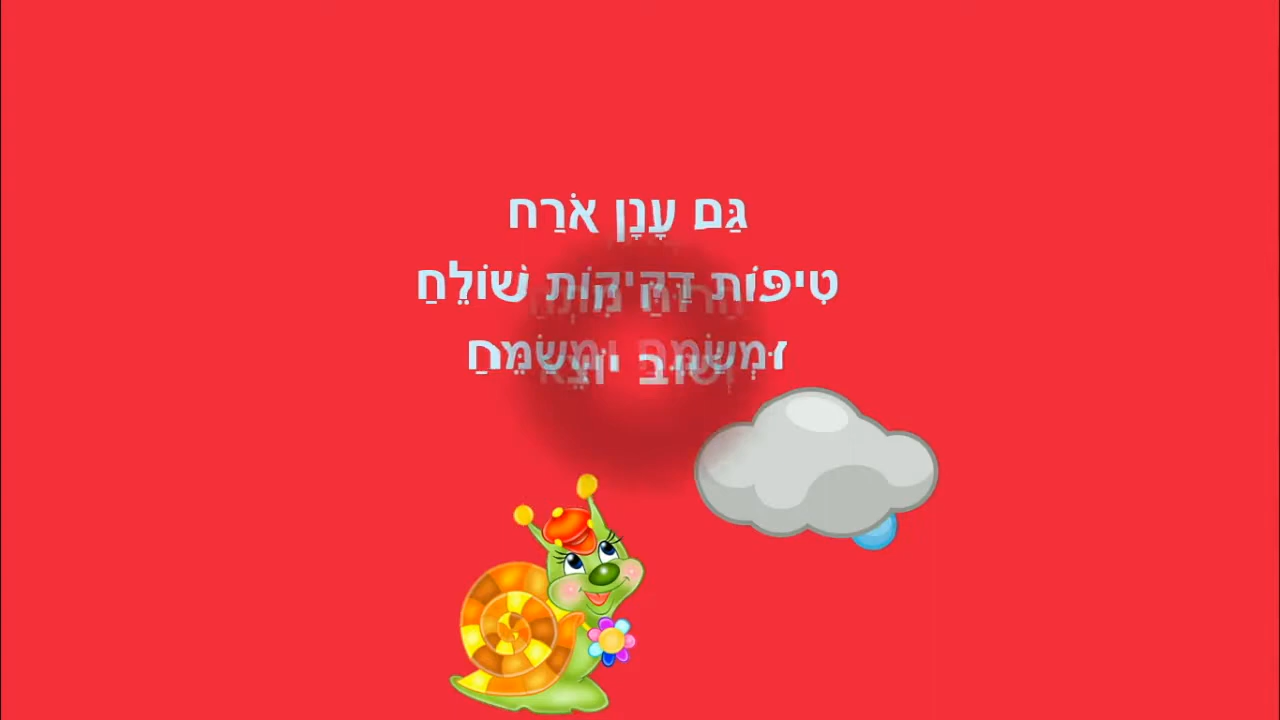 גַּם עָנָן אֹרַח
טִיפּוֹת דַּקִּיקוֹת שׁוֹלֵחַ
וּמְשַׂמֵּחַ וּמְשַׂמֵּחַ